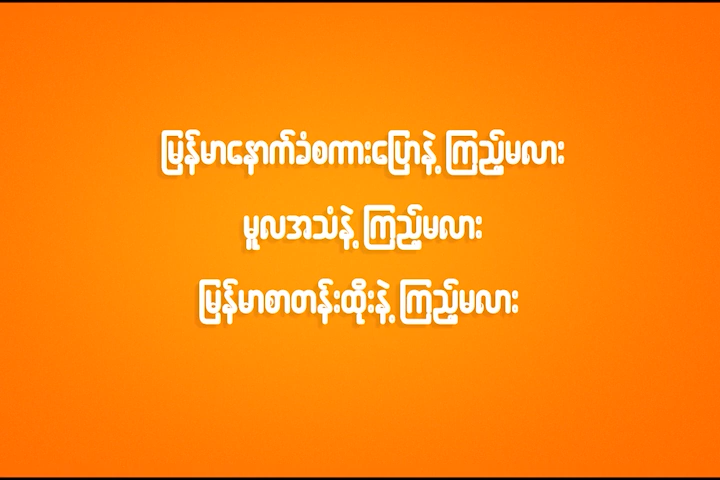 မြန်မာနောက်ခံစကားပြောနဲ့ ကြည့်မလား
မူလအသံနဲ့ ကြည့်မလား
မြန်မာစာတန်းထိုးနဲ့ ကြည့်မလား